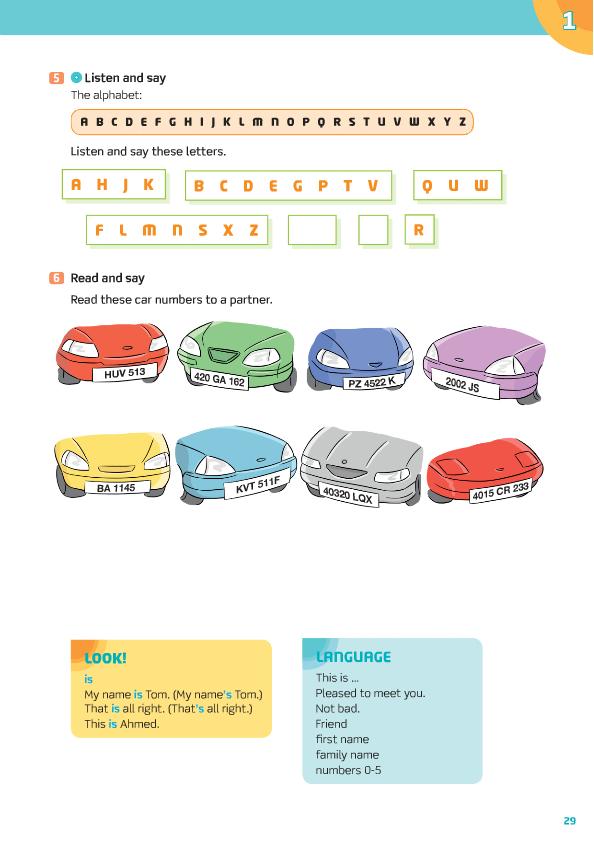 1
5 Listen and say
The alphabet:
A B C D E F G H I J K L M N O P Q R S T U V W X Y Z
Listen and say these letters.
A H J K
B C D E G P T V
Q U W
F L M N S X Z
R
6 Read and say
Read these car numbers to a partner.
HUV 513
420 GA 162
PZ 4522 K
2002 JS
BA 1145
KVT 511F
40320 LQX
4015 CR 233
LOOK!
is
My name is Tom. (My name's Tom.)
That is all right. (That's all right.)
This is Ahmed.
LANGUAGE
This is ...
Pleased to meet you.
Not bad.
Friend
first name
family name
numbers 0-5
29